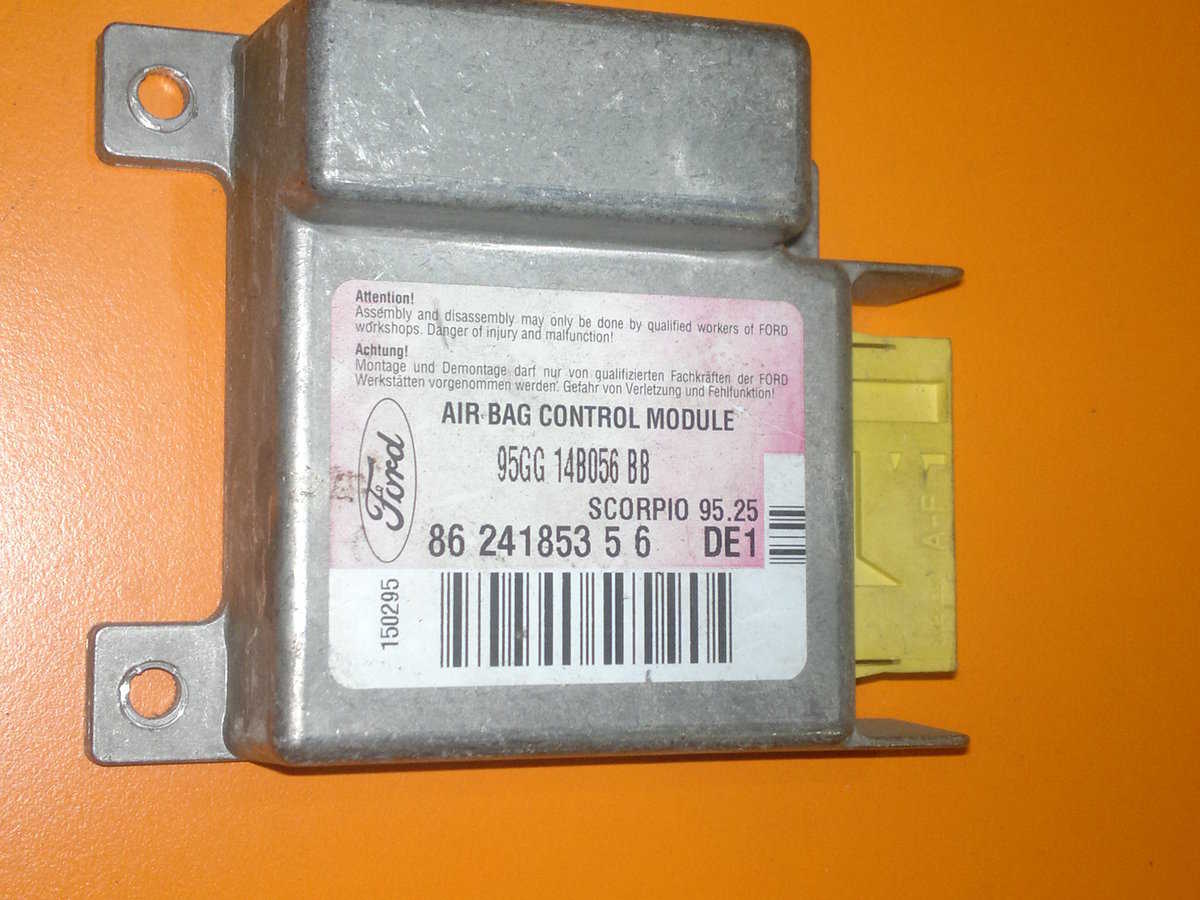 Attention!
Assembly and disassembly may only be done by qualified workers of FORD
workshops. Danger of injury and malfunction!
Achtung!
Montage und Demontage darf nur von qualifizierten Fachkräften der FORD
Werkstätten vorgenommen werden. Gefahr von Verletzung und Fehlfunktion!
AIR BAG CONTROL MODULE
Ford
95GG 14B056 BB
SCORPIO 95.25
86 241853 5 6 DE1
150295